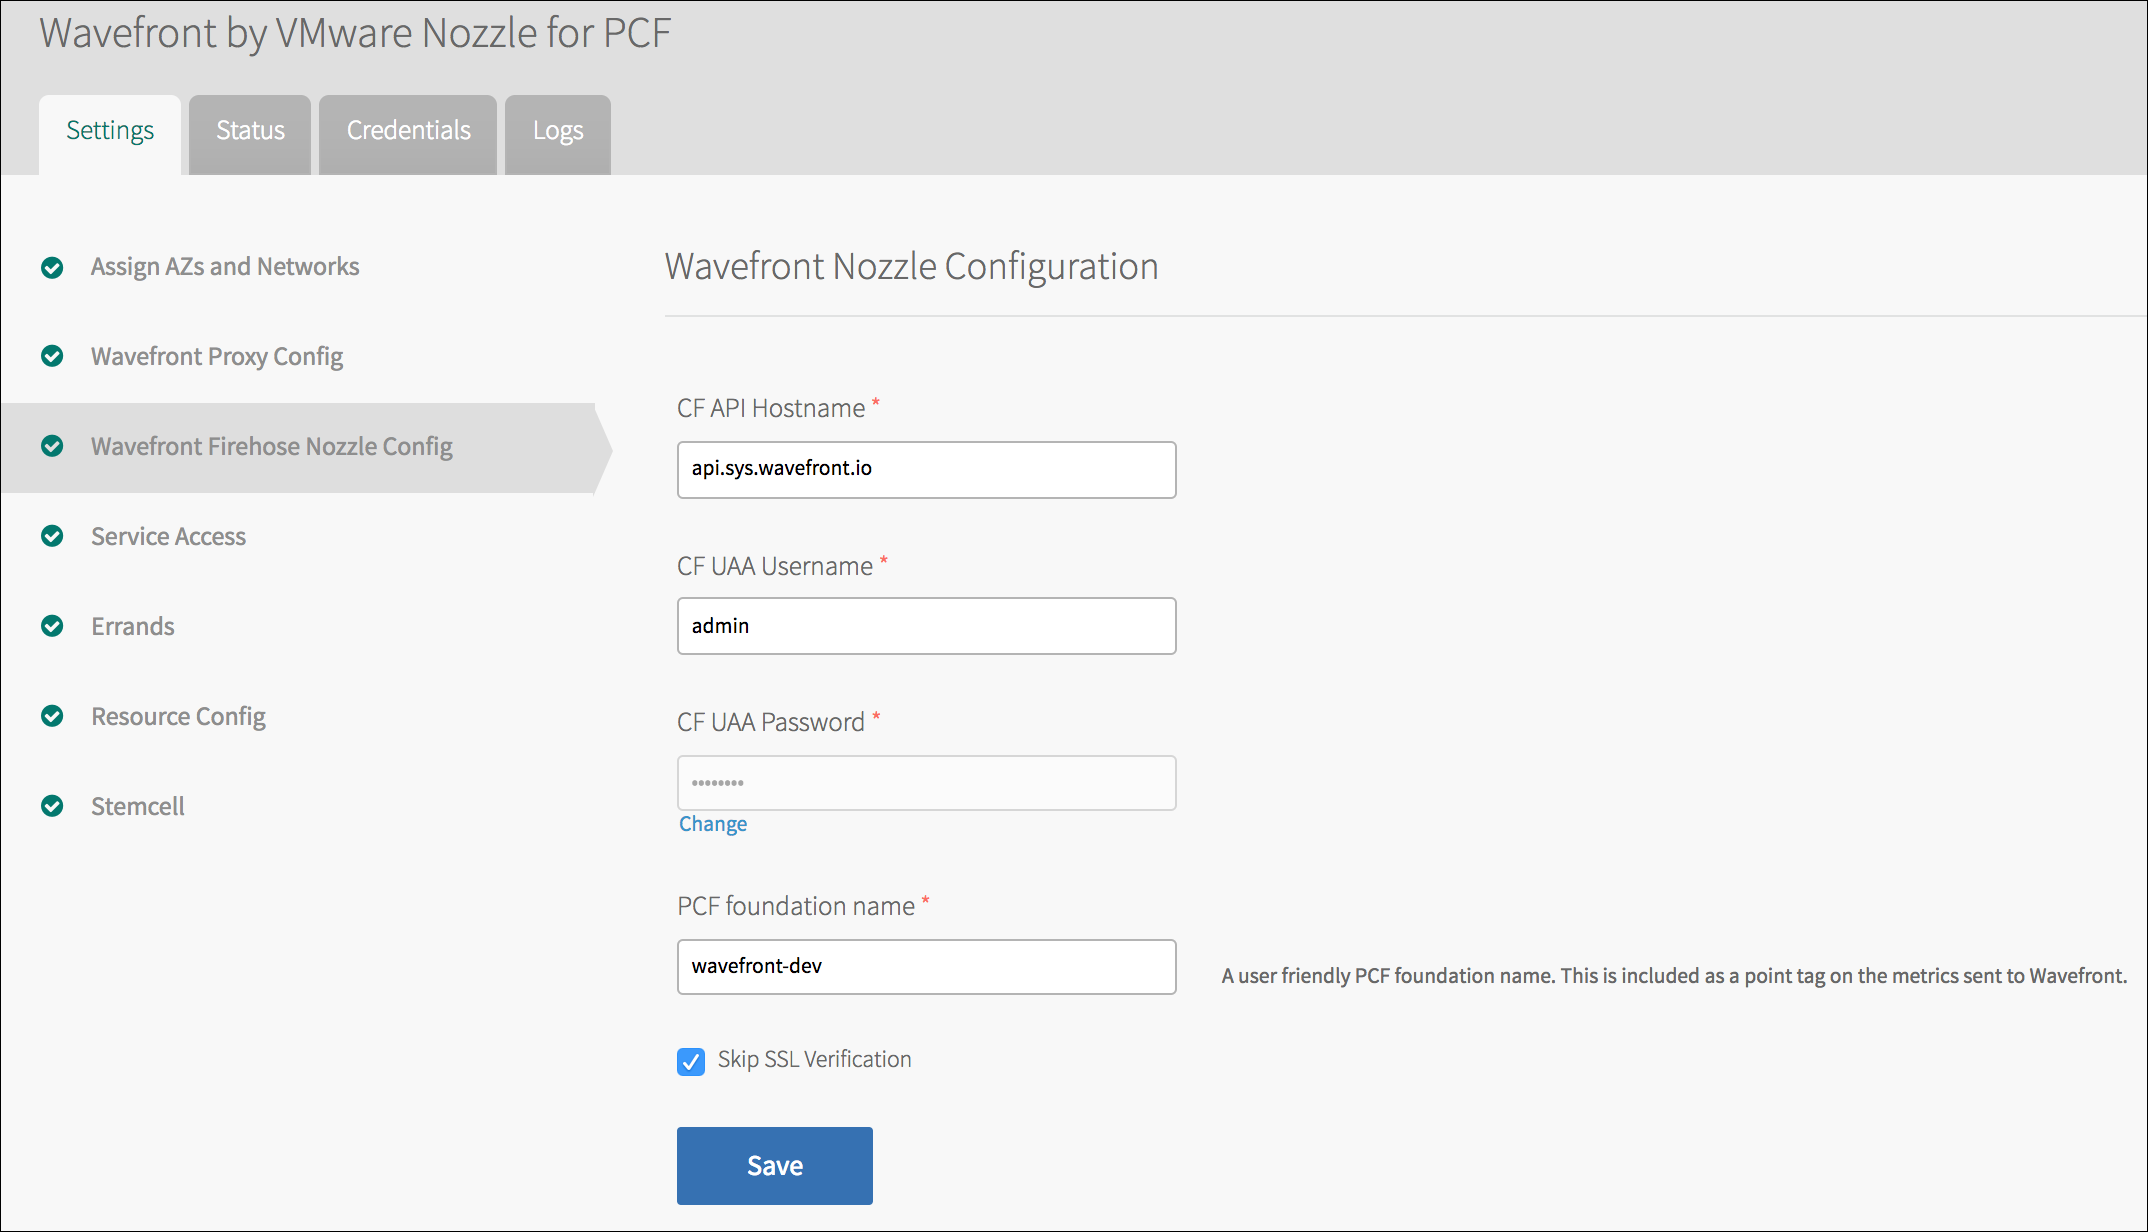 Wavefront by VMware Nozzle for PCF
Settings
Status
Credentials
Logs
Assign AZs and Networks
Wavefront Proxy Config
Wavefront Firehose Nozzle Config
Service Access
Errands
Resource Config
Stemcell
Wavefront Nozzle Configuration
CF API Hostname *
api.sys.wavefront.io
CF UAA Username *
admin
CF UAA Password *
••••••••
Change
PCF foundation name *
wavefront-dev
A user friendly PCF foundation name. This is included as a point tag on the metrics sent to Wavefront.
Skip SSL Verification
Save